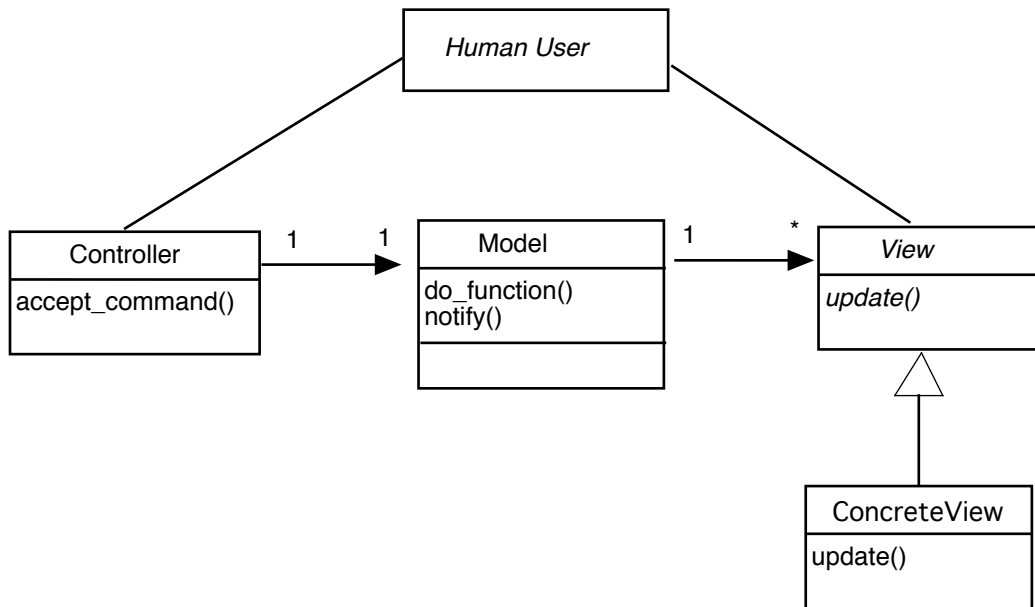 Human User
Controller
accept_command()
1
1
Model
do_function()
notify()
1
*
View
update()
ConcreteView
update()